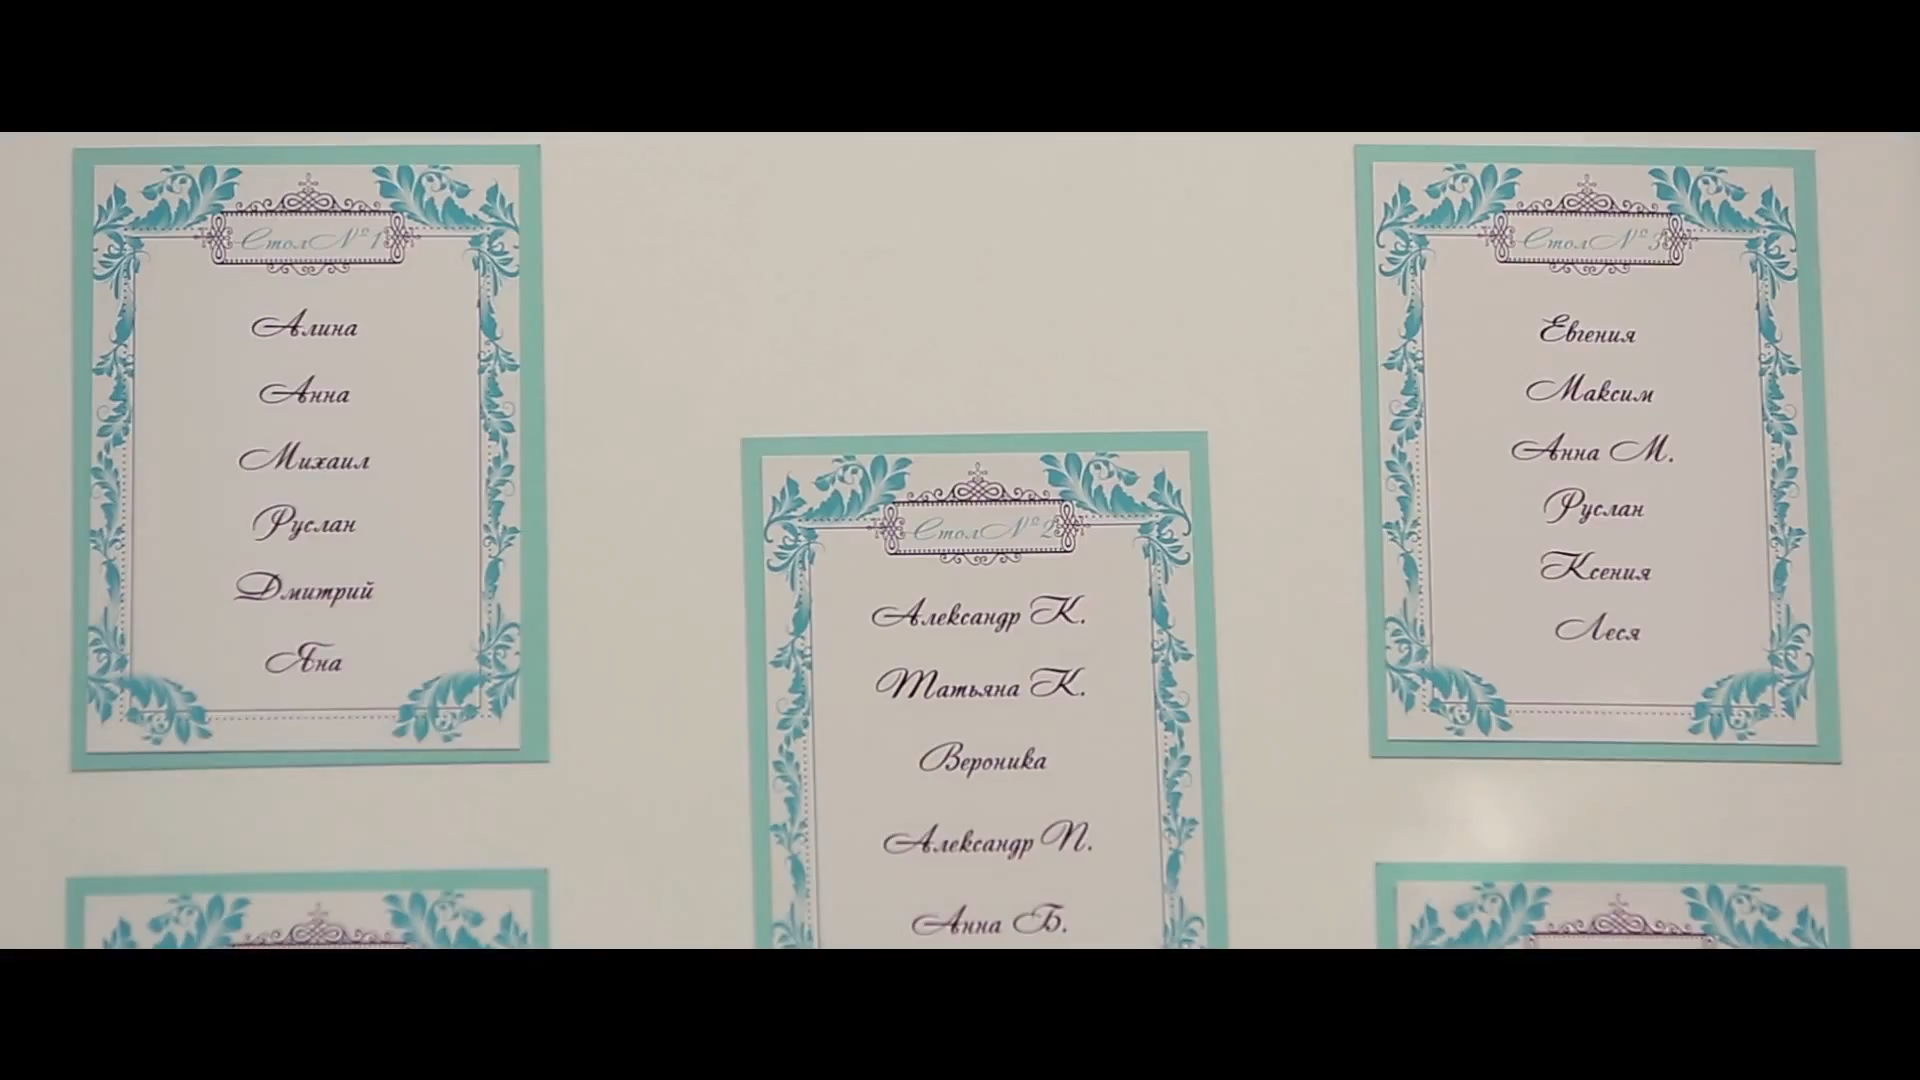 Стол № 1
Алина
Анна
Михаил
Руслан
Дмитрий
Яна
Стол № 2
Александр К.
Татьяна К.
Вероника
Александр П.
Анна Б.
Стол № 3
Евгения
Максим
Анна М.
Руслан
Ксения
Леся